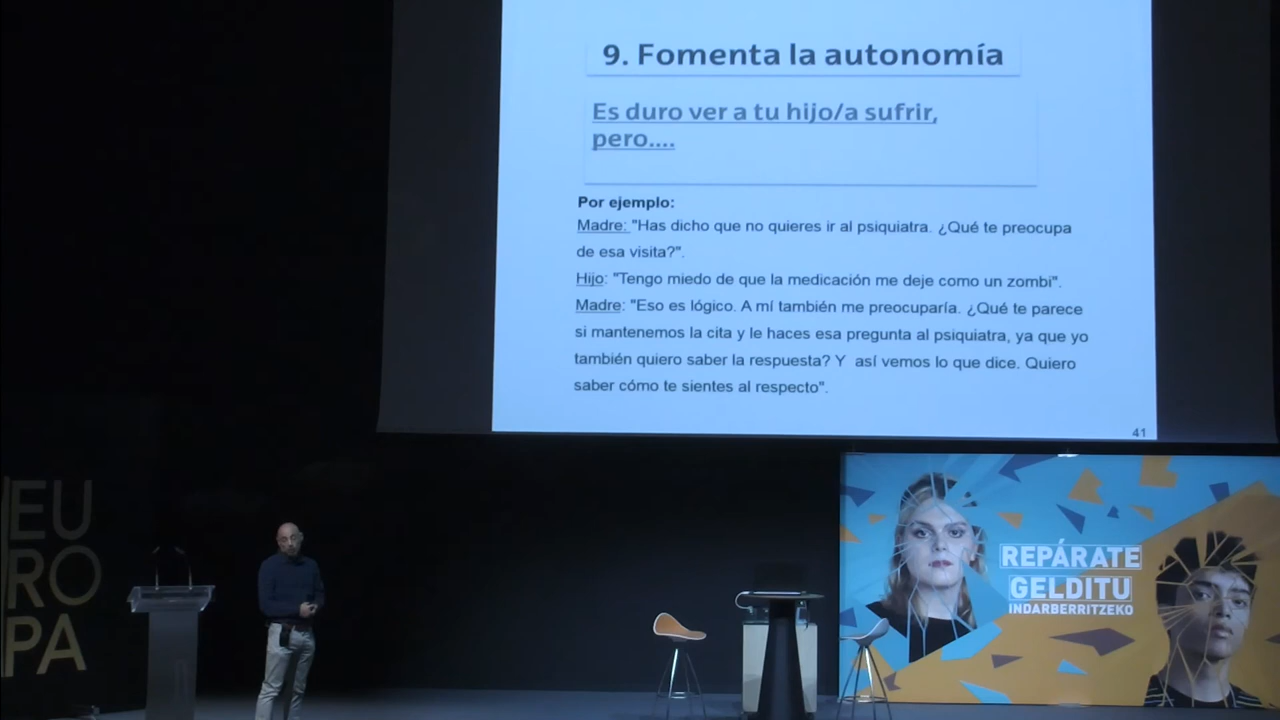 9. Fomenta la autonomía
Es duro ver a tu hijo/a sufrir,
pero....
Por ejemplo:
Madre: "Has dicho que no quieres ir al psiquiatra. ¿Qué te preocupa
de esa visita?".
Hijo: "Tengo miedo de que la medicación me deje como un zombi".
Madre: "Eso es lógico. A mí también me preocuparía. ¿Qué te parece
si mantenemos la cita y le haces esa pregunta al psiquiatra, ya que yo
también quiero saber la respuesta? Y así vemos lo que dice. Quiero
saber cómo te sientes al respecto".
41
EU
RO
PA
REPÁRATE
GELDITU
INDARBERRITZEKO